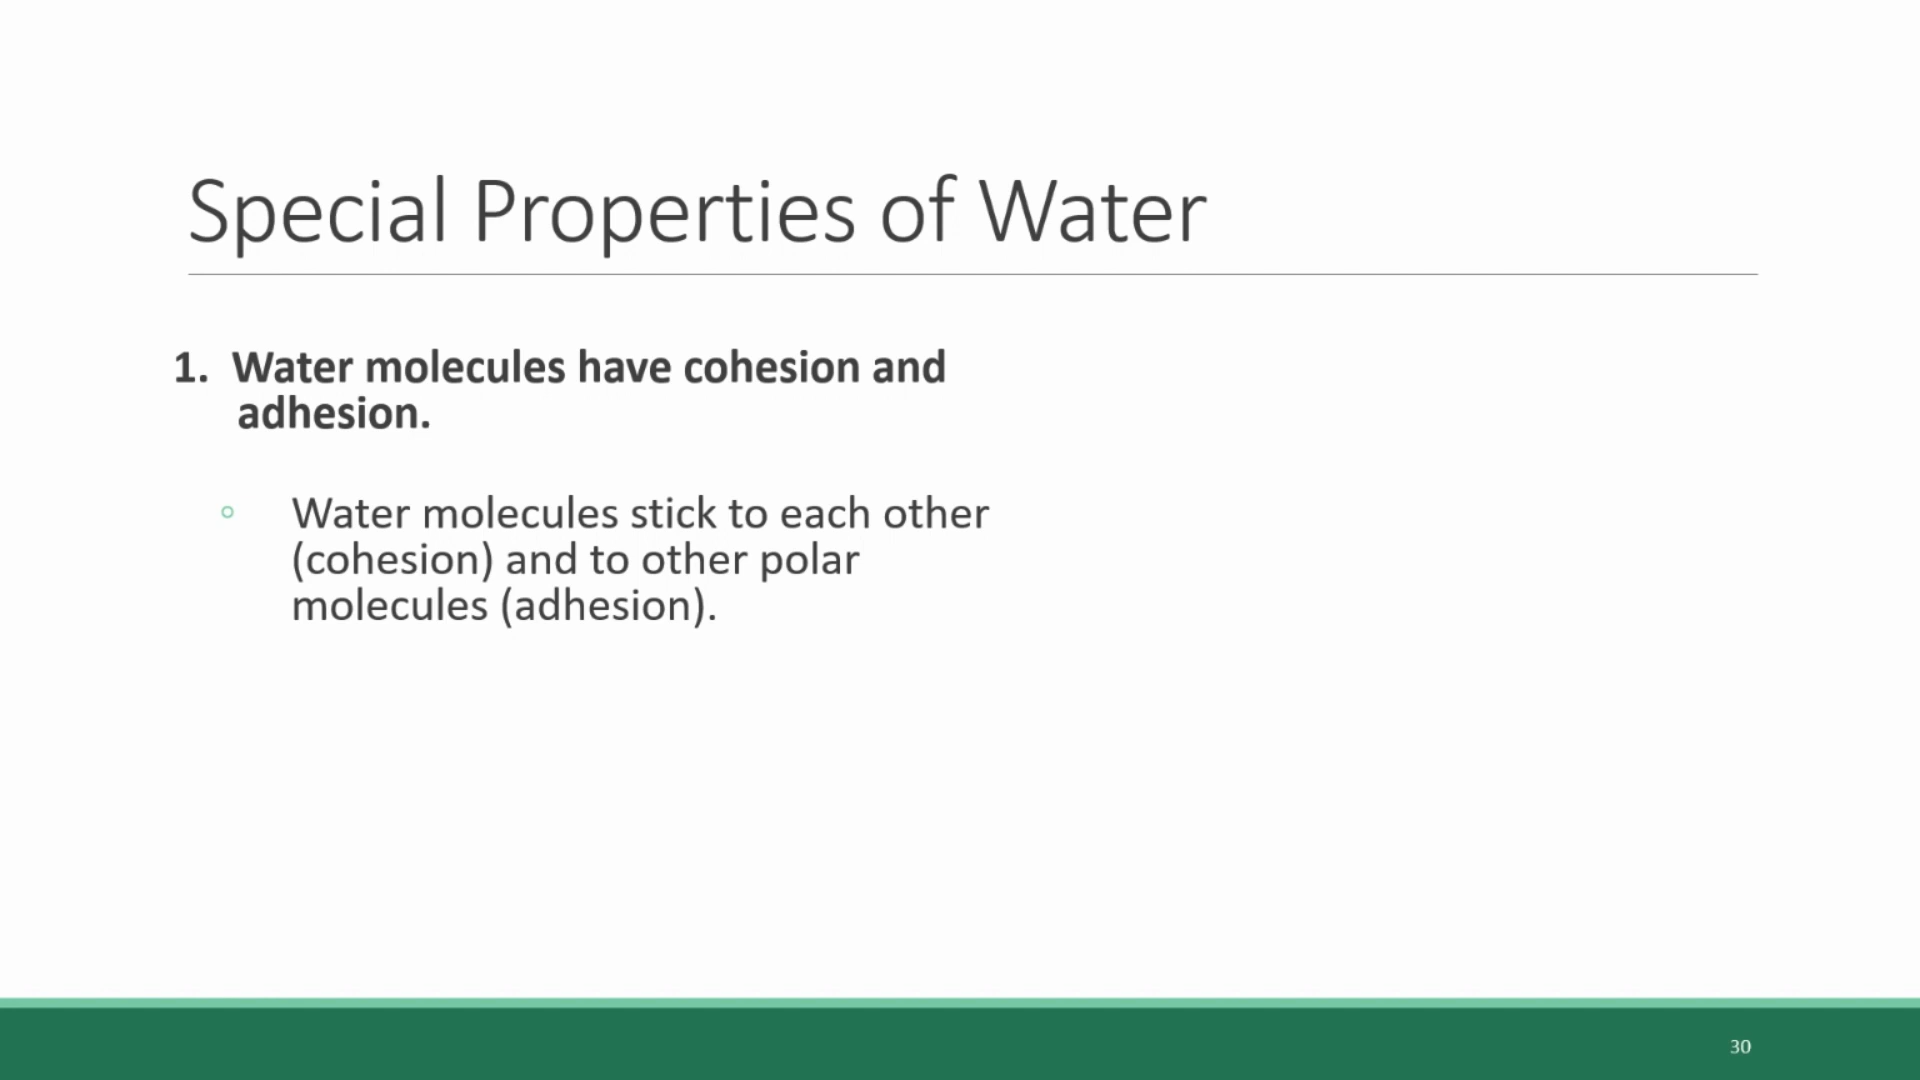 Special Properties of Water
1. Water molecules have cohesion and
adhesion.
◦ Water molecules stick to each other
(cohesion) and to other polar
molecules (adhesion).
30